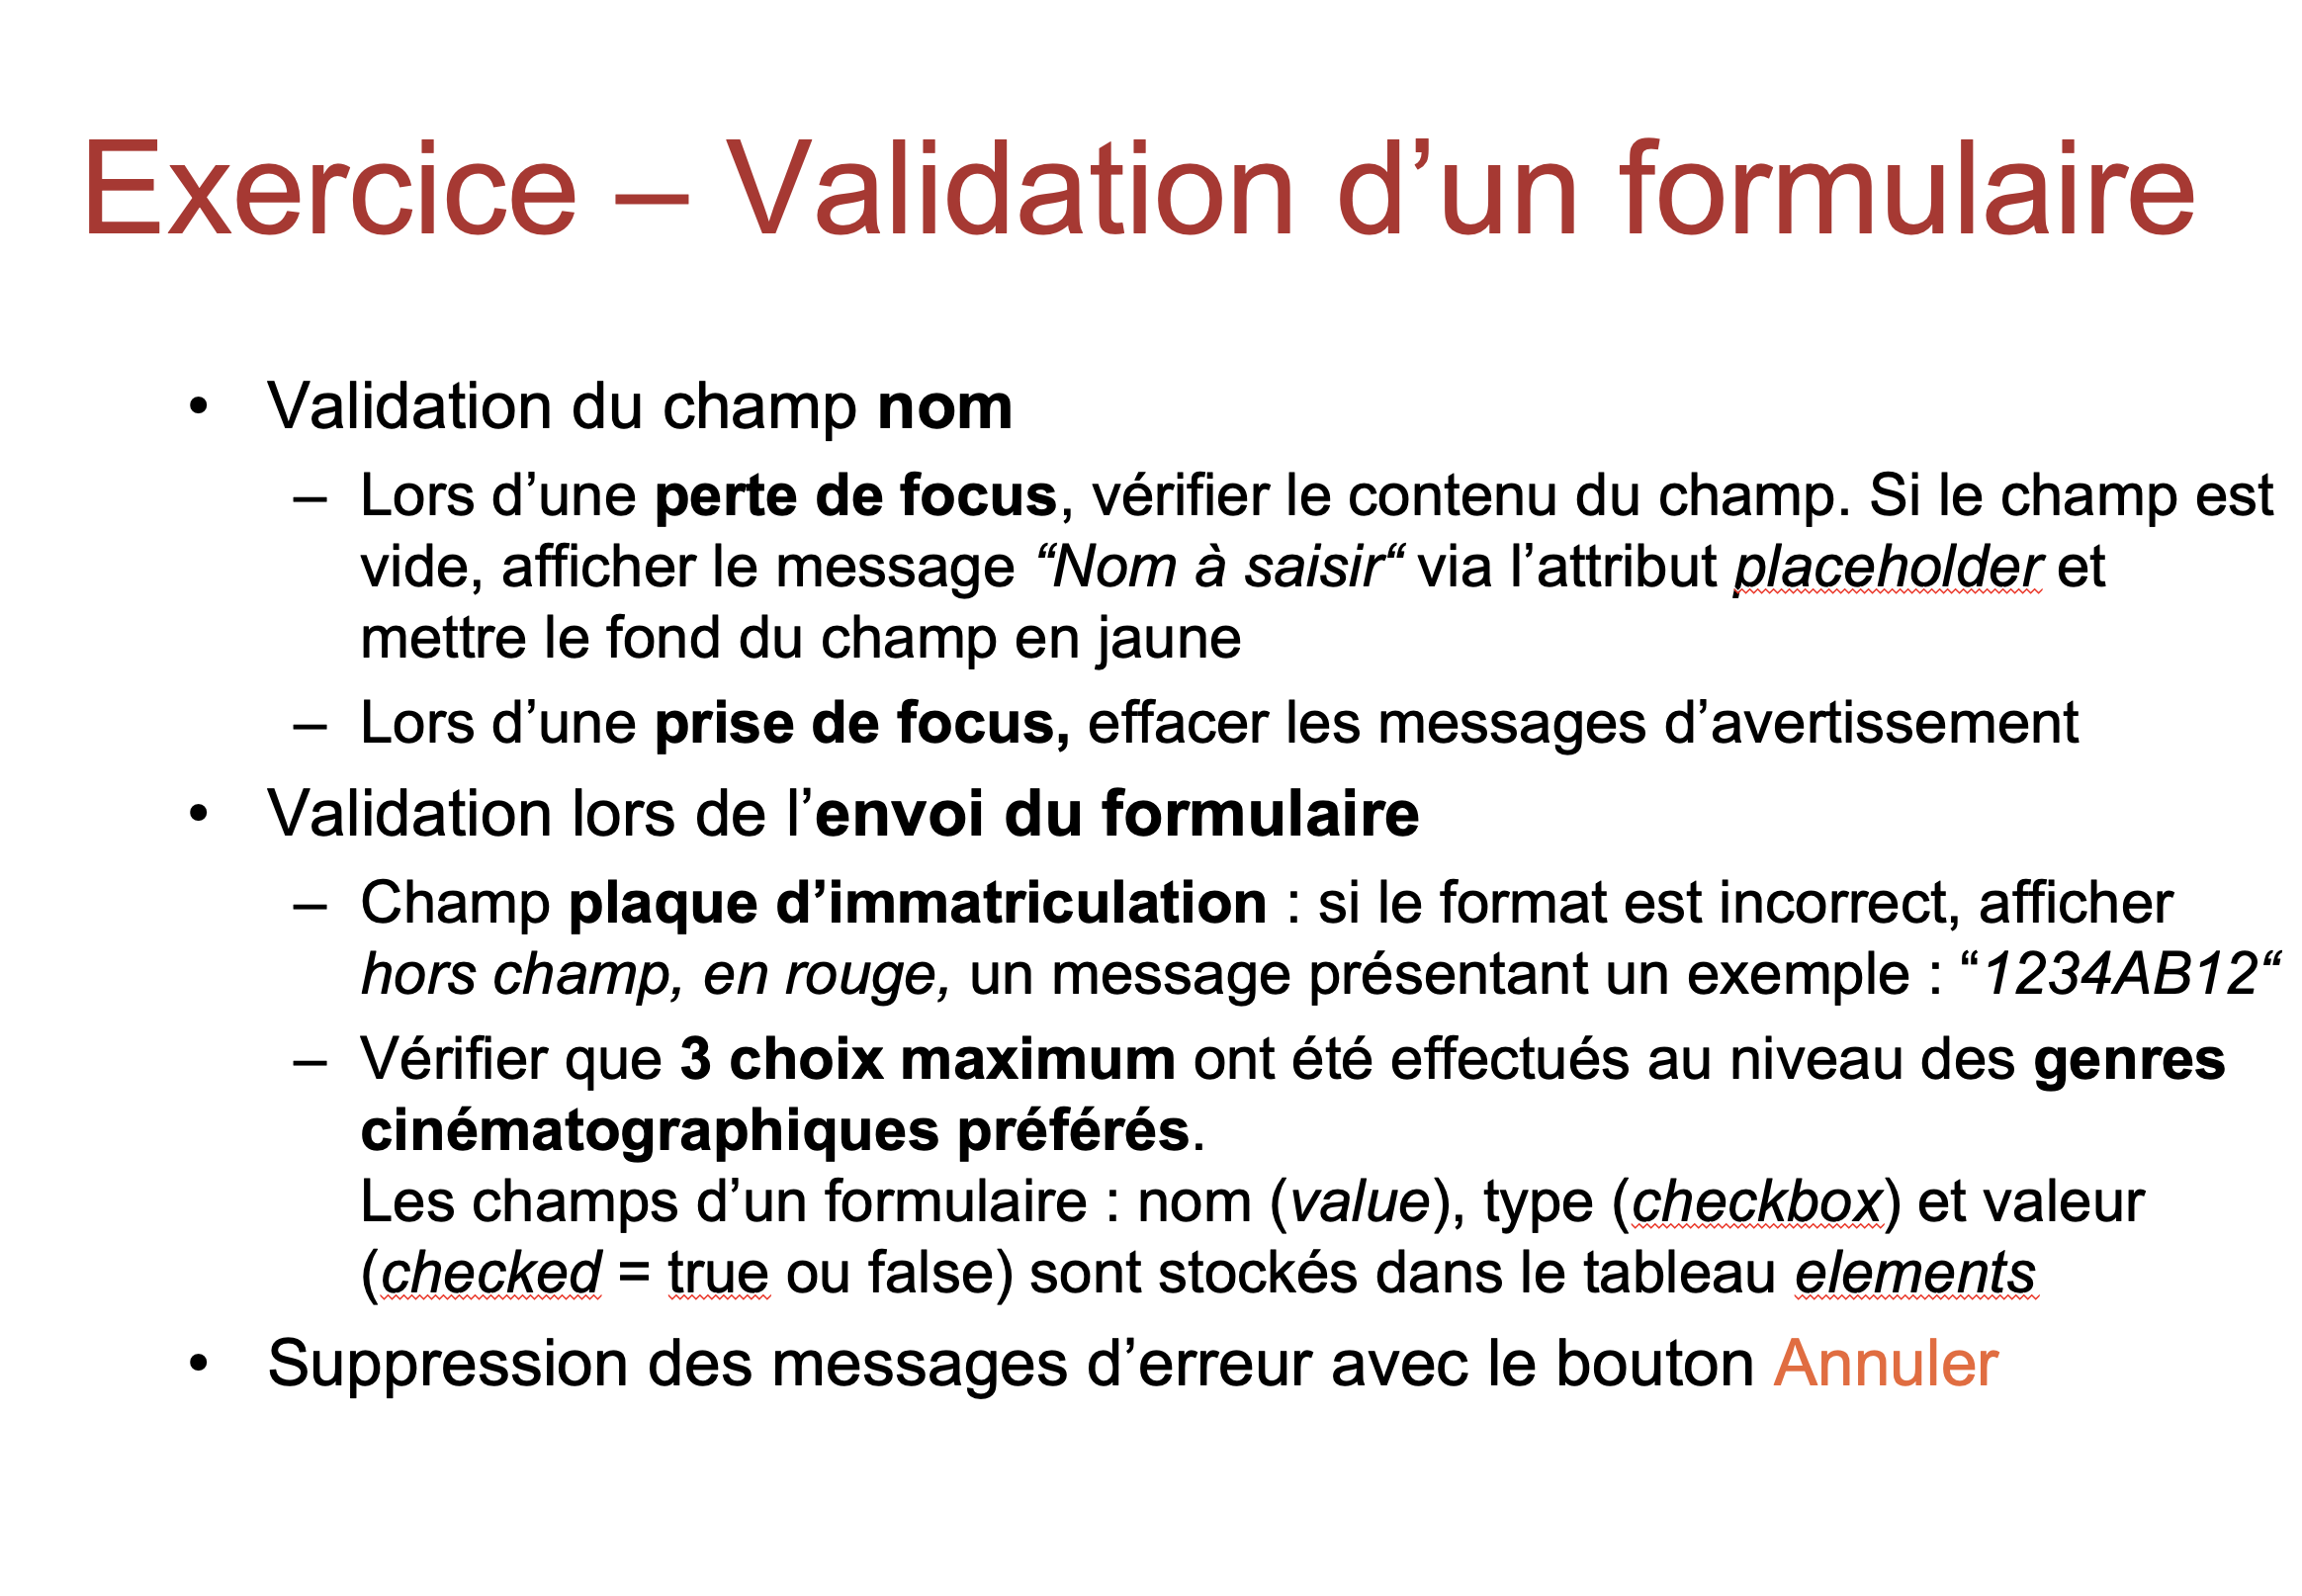 Exercice – Validation d’un formulaire
• Validation du champ nom
– Lors d’une perte de focus, vérifier le contenu du champ. Si le champ est
vide, afficher le message “Nom à saisir“ via l’attribut placeholder et
mettre le fond du champ en jaune
– Lors d’une prise de focus, effacer les messages d’avertissement
• Validation lors de l’envoi du formulaire
– Champ plaque d’immatriculation : si le format est incorrect, afficher
hors champ, en rouge, un message présentant un exemple : “1234AB12“
– Vérifier que 3 choix maximum ont été effectués au niveau des genres
cinématographiques préférés.
Les champs d’un formulaire : nom (value), type (checkbox) et valeur
(checked = true ou false) sont stockés dans le tableau elements
• Suppression des messages d’erreur avec le bouton Annuler